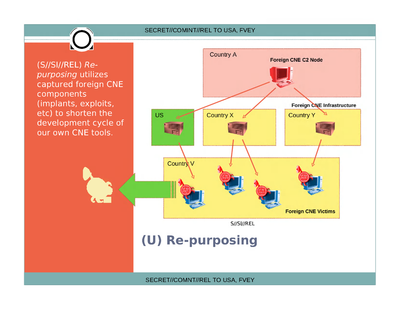 SECRET//COMNT//REL TO USA, FVEY
(S//SI//REL) Re-
purposing utilizes
captured foreign CNE
components
(implants, exploits,
etc) to shorten the
development cycle of
our own CNE tools.
Country A
Foreign CNE C2 Node
Foreign CNE Infrastructure
US
Country X
Country Y
Country V
Foreign CNE Victims
S//SI//REL
(U) Re-purposing
SECRET//COMNT//REL TO USA, FVEY